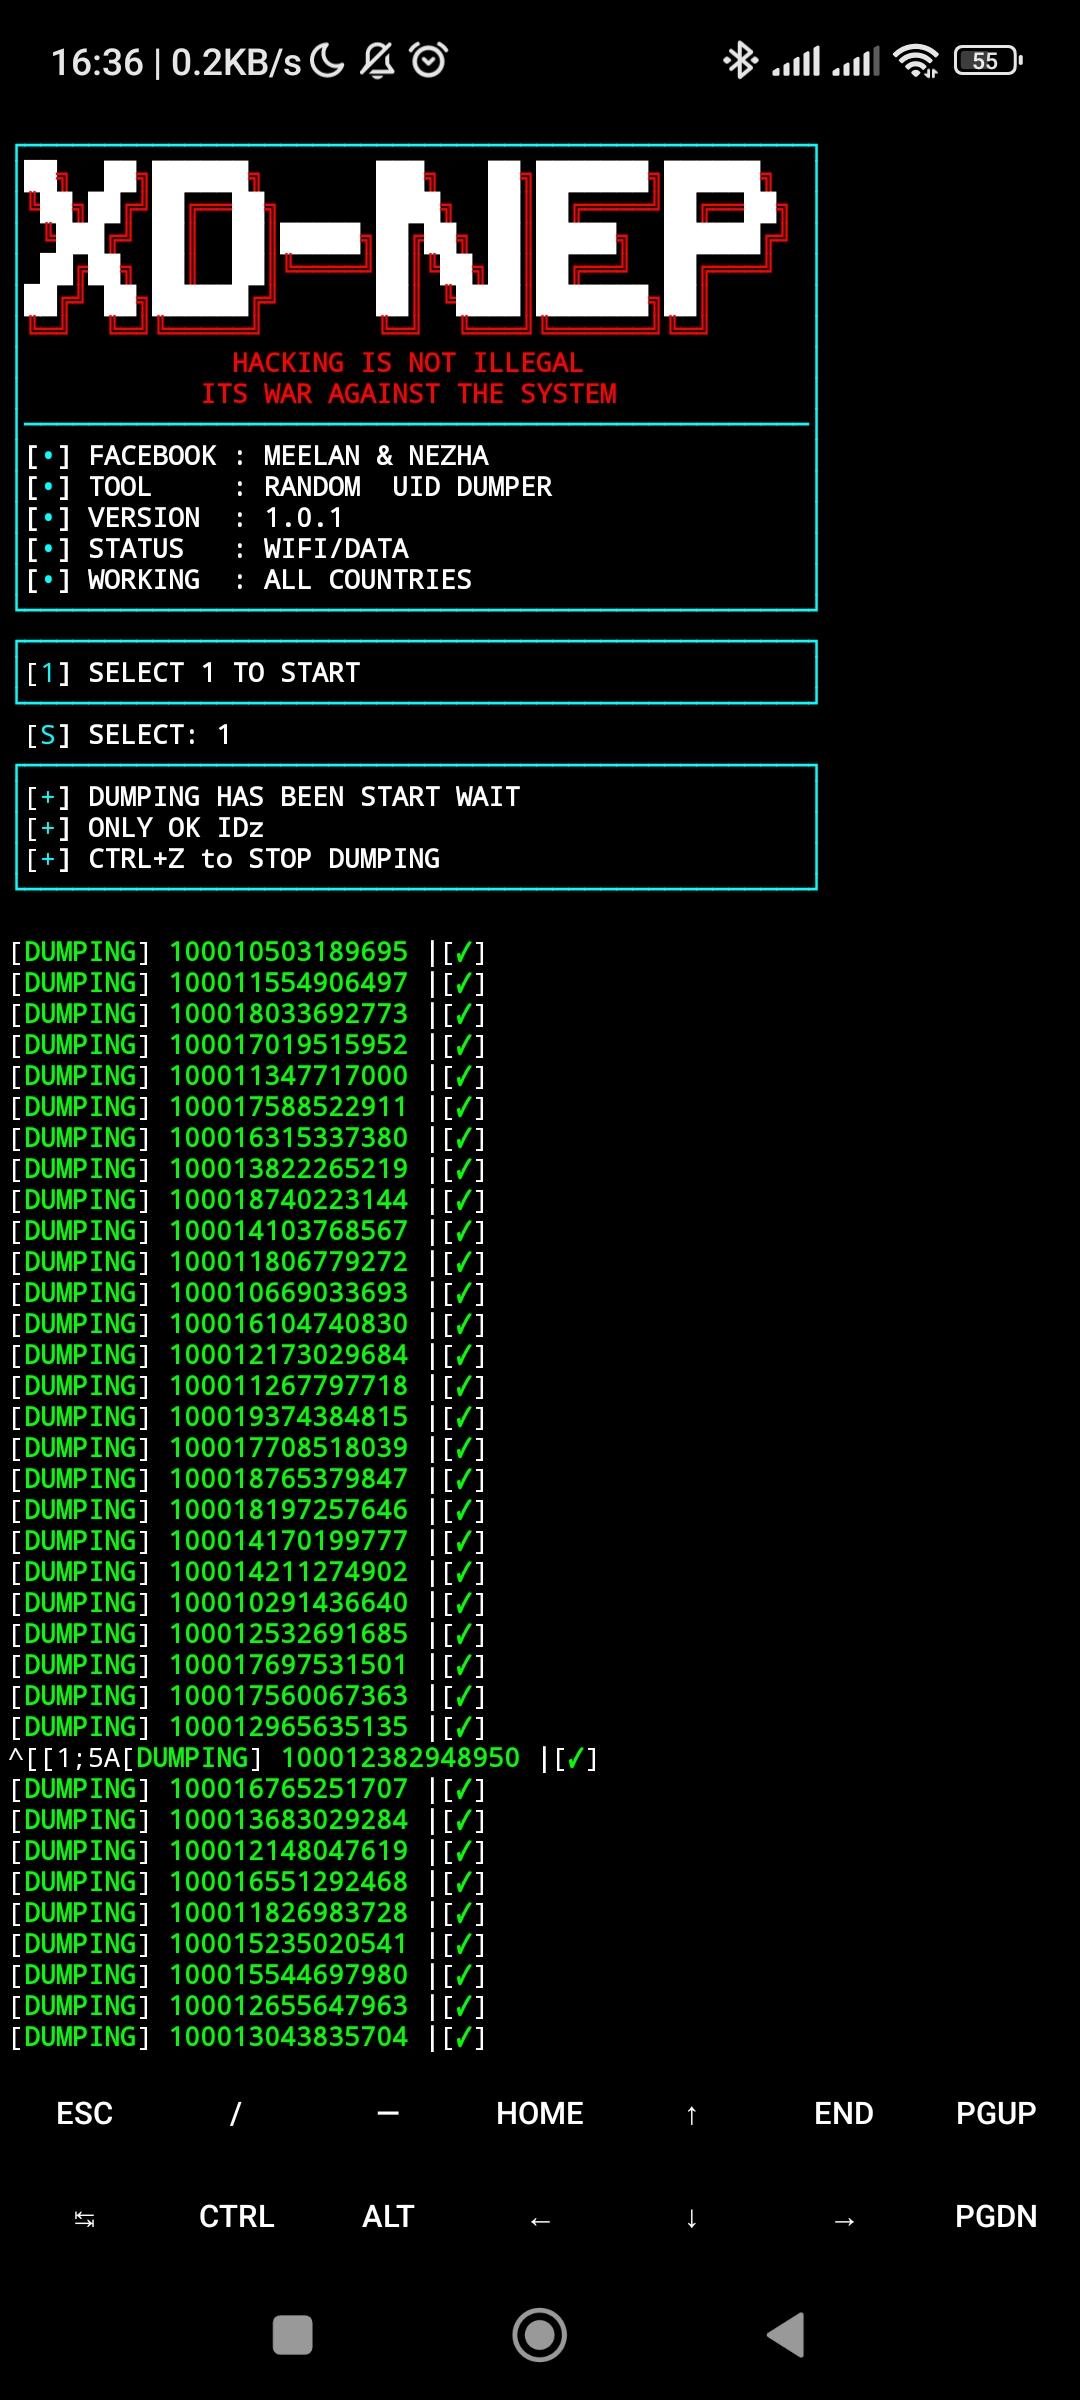 16:36 | 0.2KB/s 55
XD-NEP
HACKING IS NOT ILLEGAL
ITS WAR AGAINST THE SYSTEM
[•] FACEBOOK : MEELAN & NEZHA
[•] TOOL : RANDOM UID DUMPER
[•] VERSION : 1.0.1
[•] STATUS : WIFI/DATA
[•] WORKING : ALL COUNTRIES
[1] SELECT 1 TO START
[S] SELECT: 1
[+] DUMPING HAS BEEN START WAIT
[+] ONLY OK IDz
[+] CTRL+Z to STOP DUMPING
[DUMPING] 100010503189695 |[✓]
[DUMPING] 100011554906497 |[✓]
[DUMPING] 100018033692773 |[✓]
[DUMPING] 100017019515952 |[✓]
[DUMPING] 100011347717000 |[✓]
[DUMPING] 100017588522911 |[✓]
[DUMPING] 100016315337380 |[✓]
[DUMPING] 100013822265219 |[✓]
[DUMPING] 100018740223144 |[✓]
[DUMPING] 100014103768567 |[✓]
[DUMPING] 100011806779272 |[✓]
[DUMPING] 100010669033693 |[✓]
[DUMPING] 100016104740830 |[✓]
[DUMPING] 100012173029684 |[✓]
[DUMPING] 100011267797718 |[✓]
[DUMPING] 100019374384815 |[✓]
[DUMPING] 100017708518039 |[✓]
[DUMPING] 100018765379847 |[✓]
[DUMPING] 100018197257646 |[✓]
[DUMPING] 100014170199777 |[✓]
[DUMPING] 100014211274902 |[✓]
[DUMPING] 100010291436640 |[✓]
[DUMPING] 100012532691685 |[✓]
[DUMPING] 100017697531501 |[✓]
[DUMPING] 100017560067363 |[✓]
[DUMPING] 100012965635135 |[✓]
^[[1;5A[DUMPING] 100012382948950 |[✓]
[DUMPING] 100016765251707 |[✓]
[DUMPING] 100013683029284 |[✓]
[DUMPING] 100012148047619 |[✓]
[DUMPING] 100016551292468 |[✓]
[DUMPING] 100011826983728 |[✓]
[DUMPING] 100015235020541 |[✓]
[DUMPING] 100015544697980 |[✓]
[DUMPING] 100012655647963 |[✓]
[DUMPING] 100013043835704 |[✓]
ESC / — HOME ↑ END PGUP
↹ CTRL ALT ← ↓ → PGDN